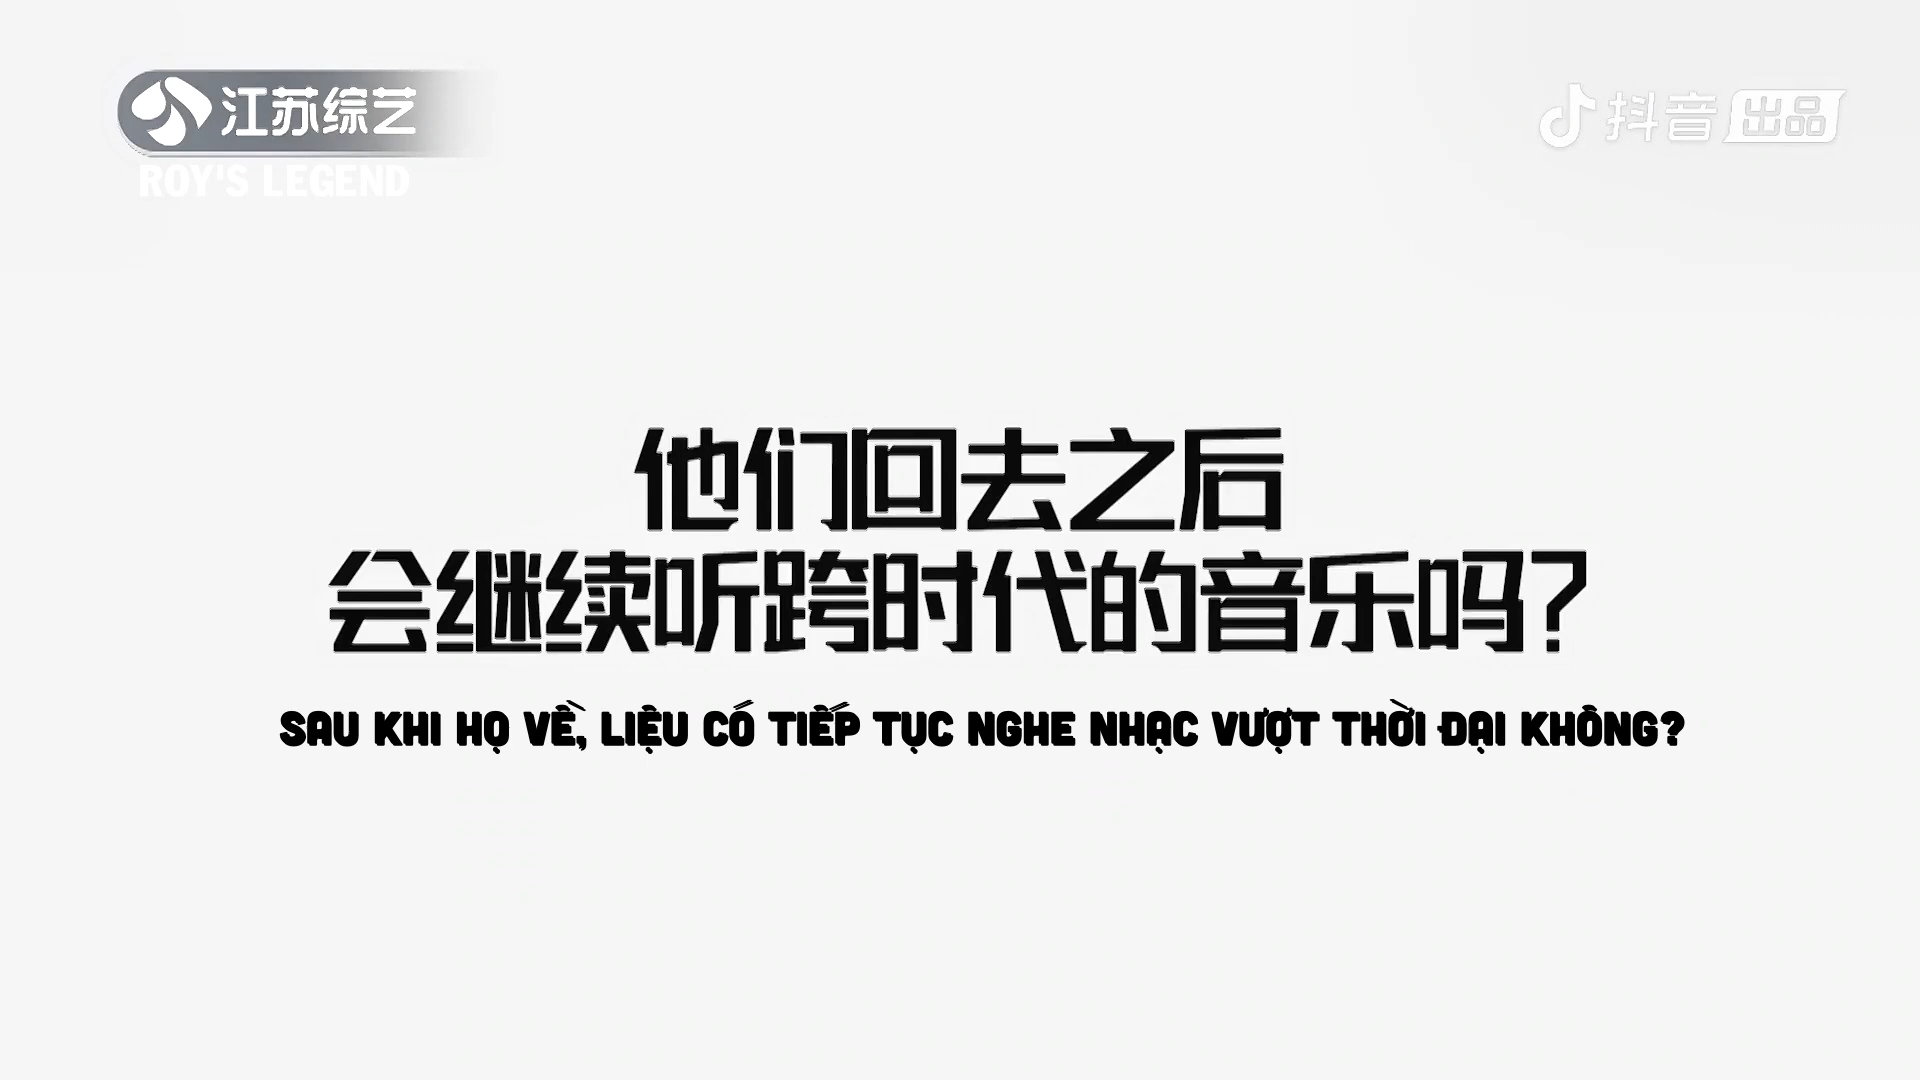 江苏综艺
抖音出品
ROY'S LEGEND
他们回去之后
会继续听跨时代的音乐吗?
SAU KHI HỌ VỀ, LIỆU CÓ TIẾP TỤC NGHE NHẠC VƯỢT THỜI ĐẠI KHÔNG?